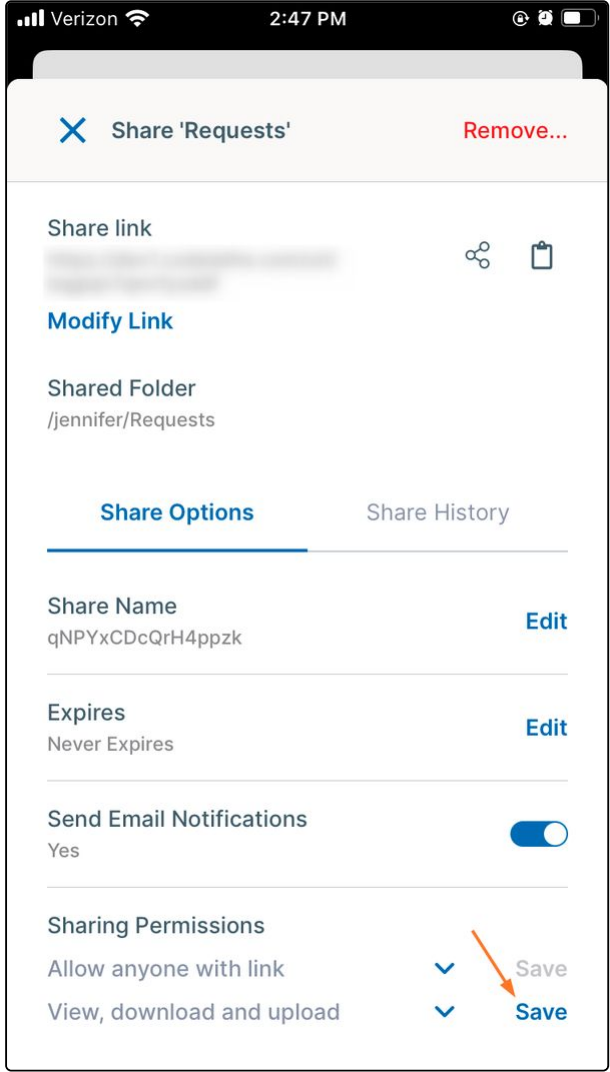 Verizon 2:47 PM
Share 'Requests' Remove...
Share link
Modify Link
Shared Folder
/jennifer/Requests
Share Options Share History
Share Name
qNPYxCDcQrH4ppzk
Edit
Expires
Never Expires
Edit
Send Email Notifications
Yes
Sharing Permissions
Allow anyone with link Save
View, download and upload Save